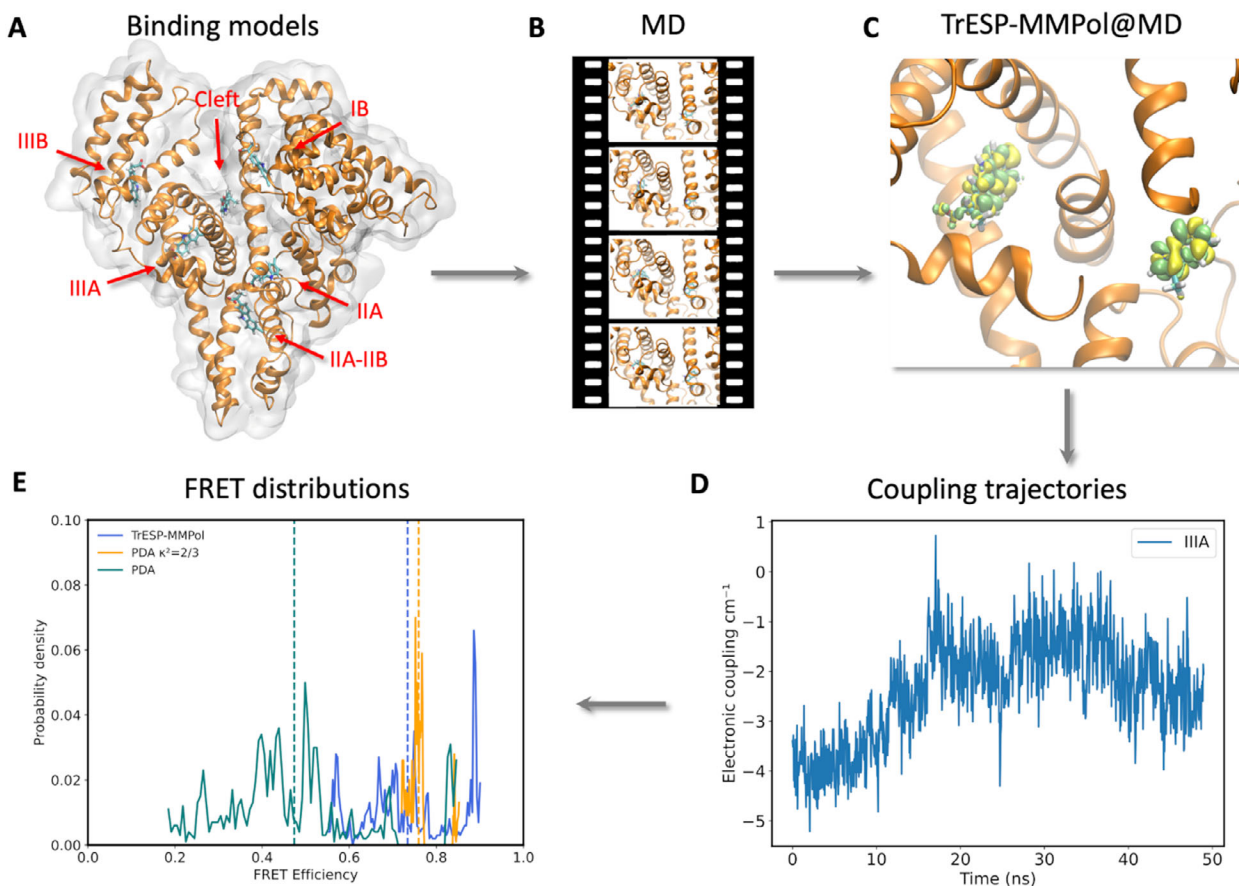 A
Binding models
Cleft
IB
IIIB
IIIA
IIA
IIA-IIB
B
MD
C
TrESP-MMPol@MD
E
FRET distributions
TrESP-MMPol
PDA κ²=2/3
PDA
0.10
0.08
0.06
0.04
0.02
0.00
Probability density
0.0 0.2 0.4 0.6 0.8 1.0
FRET Efficiency
D
Coupling trajectories
IIIA
1
0
−1
−2
−3
−4
−5
Electronic coupling cm⁻¹
0 10 20 30 40 50
Time (ns)